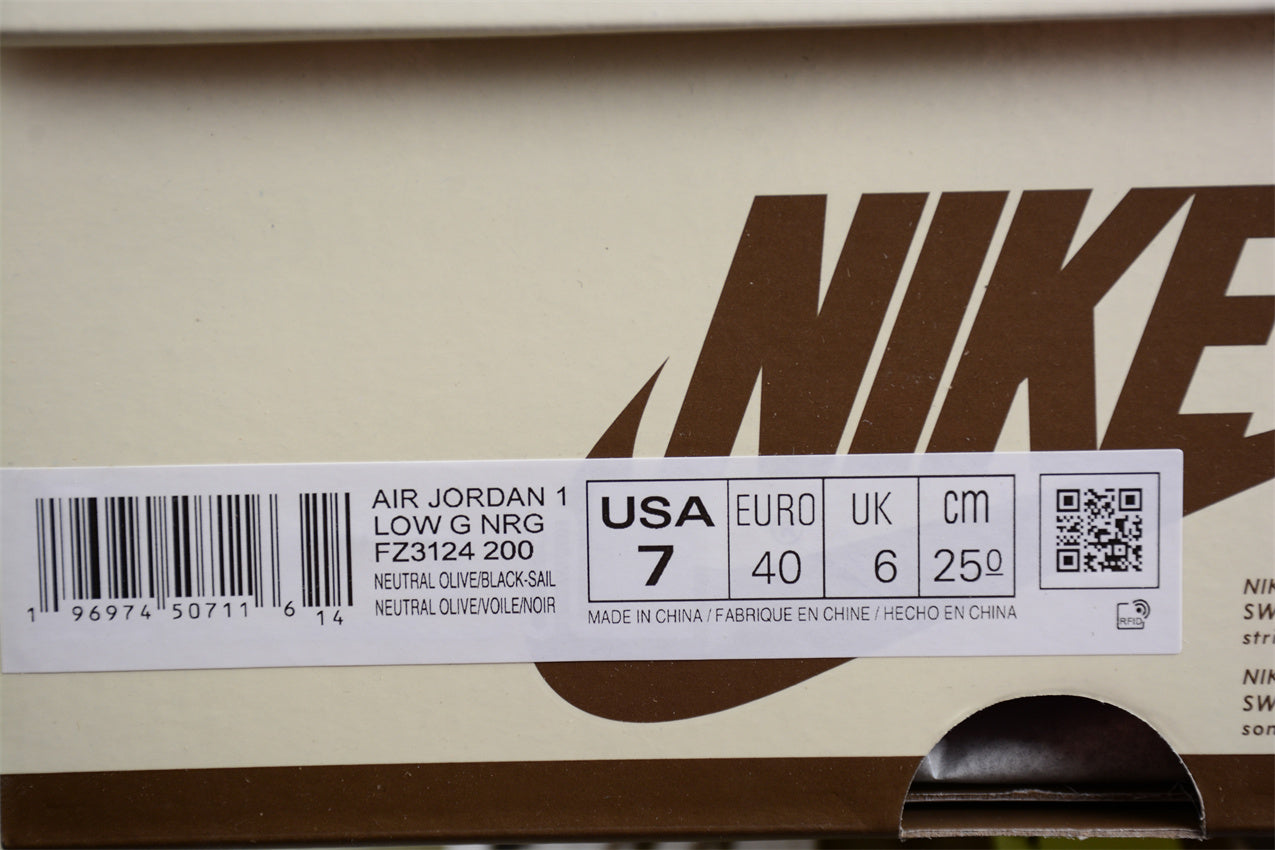 NIKE
AIR JORDAN 1
LOW G NRG
FZ3124 200
NEUTRAL OLIVE/BLACK-SAIL
NEUTRAL OLIVE/VOILE/NOIR
1 96974 50711 6 14
USA EURO UK cm
7 40 6 25⁰
MADE IN CHINA / FABRIQUE EN CHINE / HECHO EN CHINA
RFID